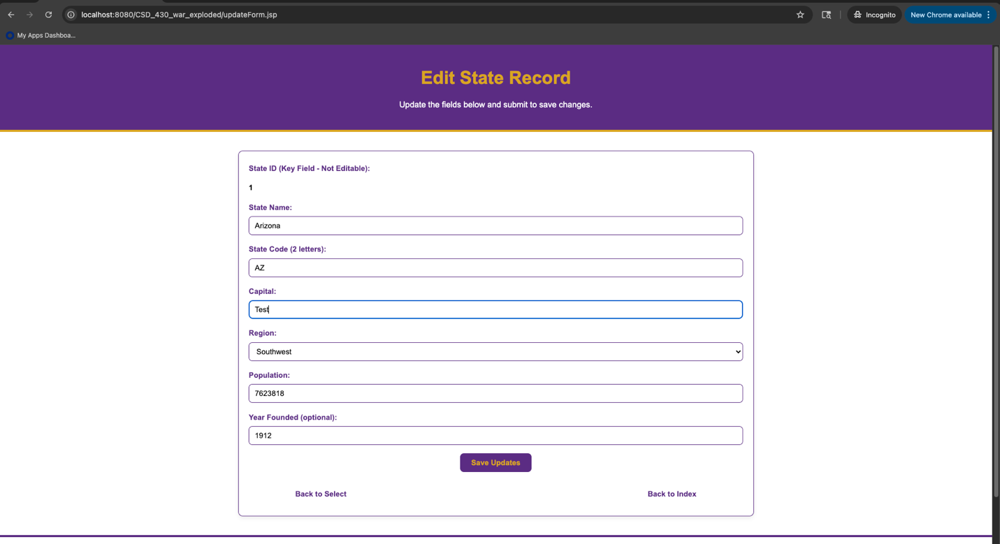 localhost:8080/CSD_430_war_exploded/updateForm.jsp
Incognito
New Chrome available
My Apps Dashboa...
Edit State Record
Update the fields below and submit to save changes.
State ID (Key Field - Not Editable):
1
State Name:
Arizona
State Code (2 letters):
AZ
Capital:
Test
Region:
Southwest
Population:
7623818
Year Founded (optional):
1912
Save Updates
Back to Select Back to Index